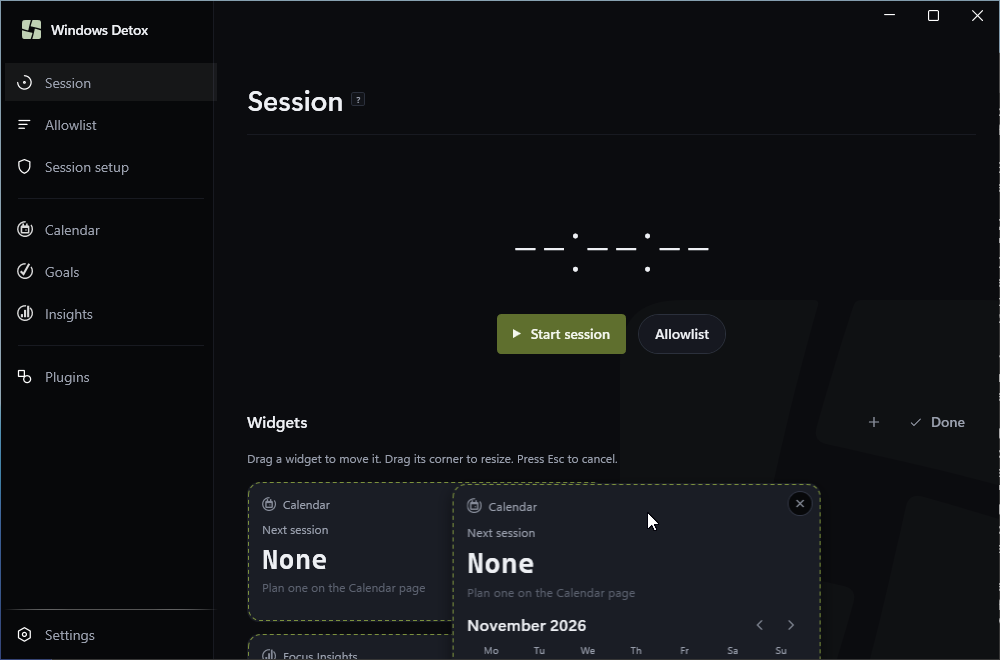 Windows Detox
Session
Allowlist
Session setup
Calendar
Goals
Insights
Plugins
Settings
Session ?
--:--:--
Start session
Allowlist
Widgets
Done
Drag a widget to move it. Drag its corner to resize. Press Esc to cancel.
Calendar
Next session
None
Plan one on the Calendar page
Focus Insights
Calendar
Next session
None
Plan one on the Calendar page
November 2026
Mo Tu We Th Fr Sa Su